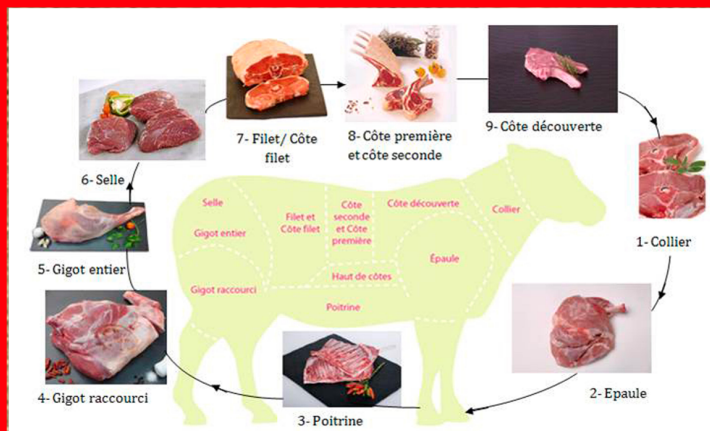 7- Filet/ Côte
filet
8- Côte première
et côte seconde
9- Côte découverte
6- Selle
1- Collier
5- Gigot entier
2- Epaule
4- Gigot raccourci
3- Poitrine
Selle
Gigot entier
Gigot raccourci
Filet et
Côte filet
Côte
seconde
et Côte
première
Côte découverte
Collier
Épaule
Haut de côtes
Poitrine